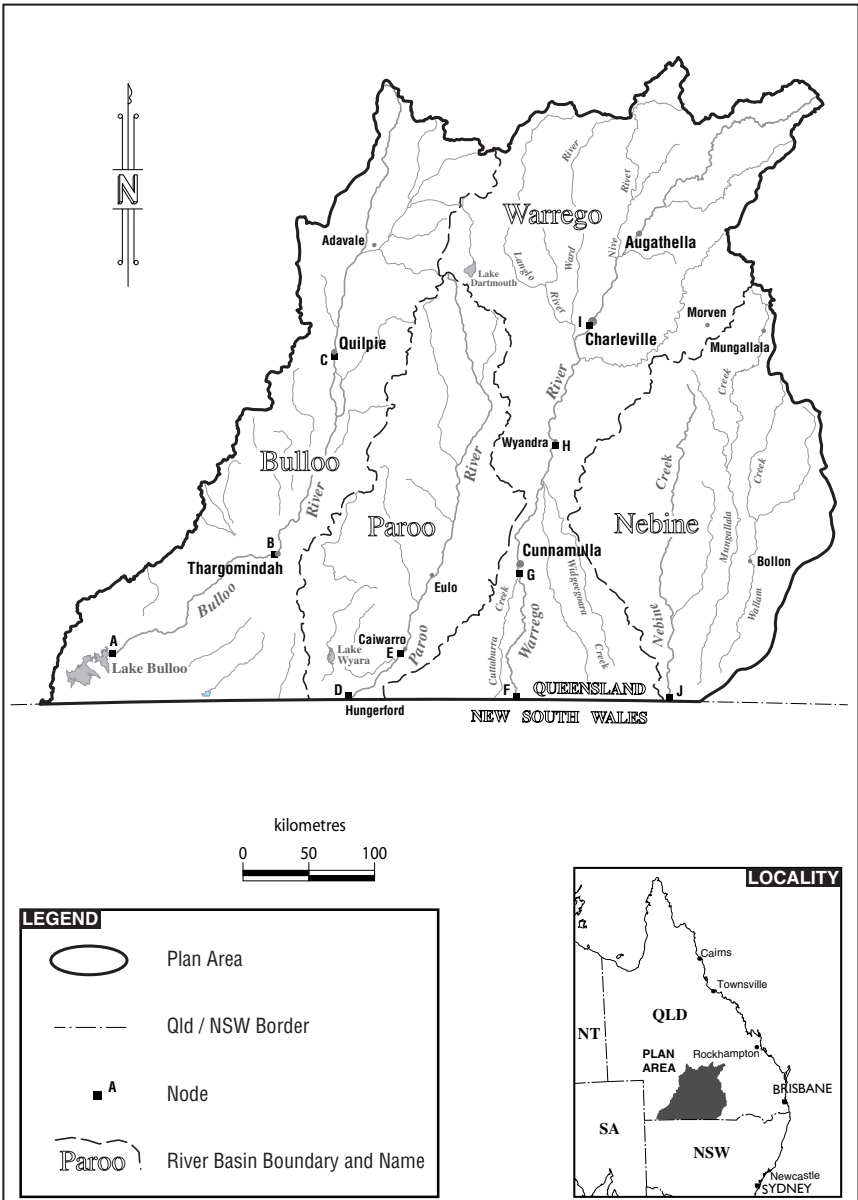 N
Warrego
River
River
Adavale
Augathella
Lake
Dartmouth
Langlo
Ward
Nive
River
I
Charleville
Morven
Mungallala
Quilpie
C
Creek
River
Wyandra
H
Bulloo
River
River
Creek
Creek
Paroo
Nebine
B
Thargomindah
Cunnamulla
Mungallala
Bollon
G
Eulo
Widgeegoara
Bulloo
Creek
Wallam
Nebine
Caiwarro
E
Paroo
Cuttaburra
Warrego
Creek
A
Lake Bulloo
Lake
Wyara
D
Hungerford
F
QUEENSLAND
J
NEW SOUTH WALES
kilometres
0 50 100
LEGEND
Plan Area
Qld / NSW Border
A
Node
Paroo
River Basin Boundary and Name
LOCALITY
Cairns
Townsville
QLD
NT
Rockhampton
PLAN
AREA
BRISBANE
SA
NSW
Newcastle
SYDNEY